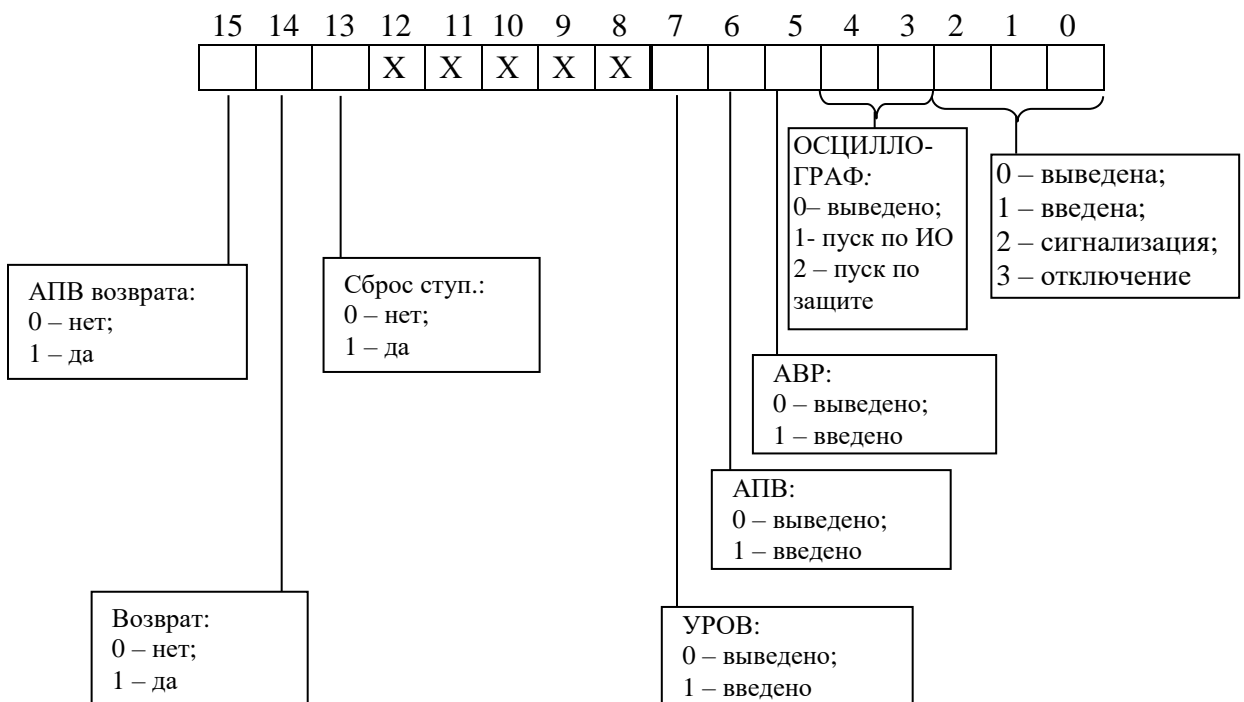 15 14 13 12 11 10 9 8 7 6 5 4 3 2 1 0
X X X X X
ОСЦИЛЛО-
ГРАФ:
0– выведено;
1- пуск по ИО
2 – пуск по
защите
0 – выведена;
1 – введена;
2 – сигнализация;
3 – отключение
АПВ возврата:
0 – нет;
1 – да
Сброс ступ.:
0 – нет;
1 – да
АВР:
0 – выведено;
1 – введено
АПВ:
0 – выведено;
1 – введено
Возврат:
0 – нет;
1 – да
УРОВ:
0 – выведено;
1 – введено